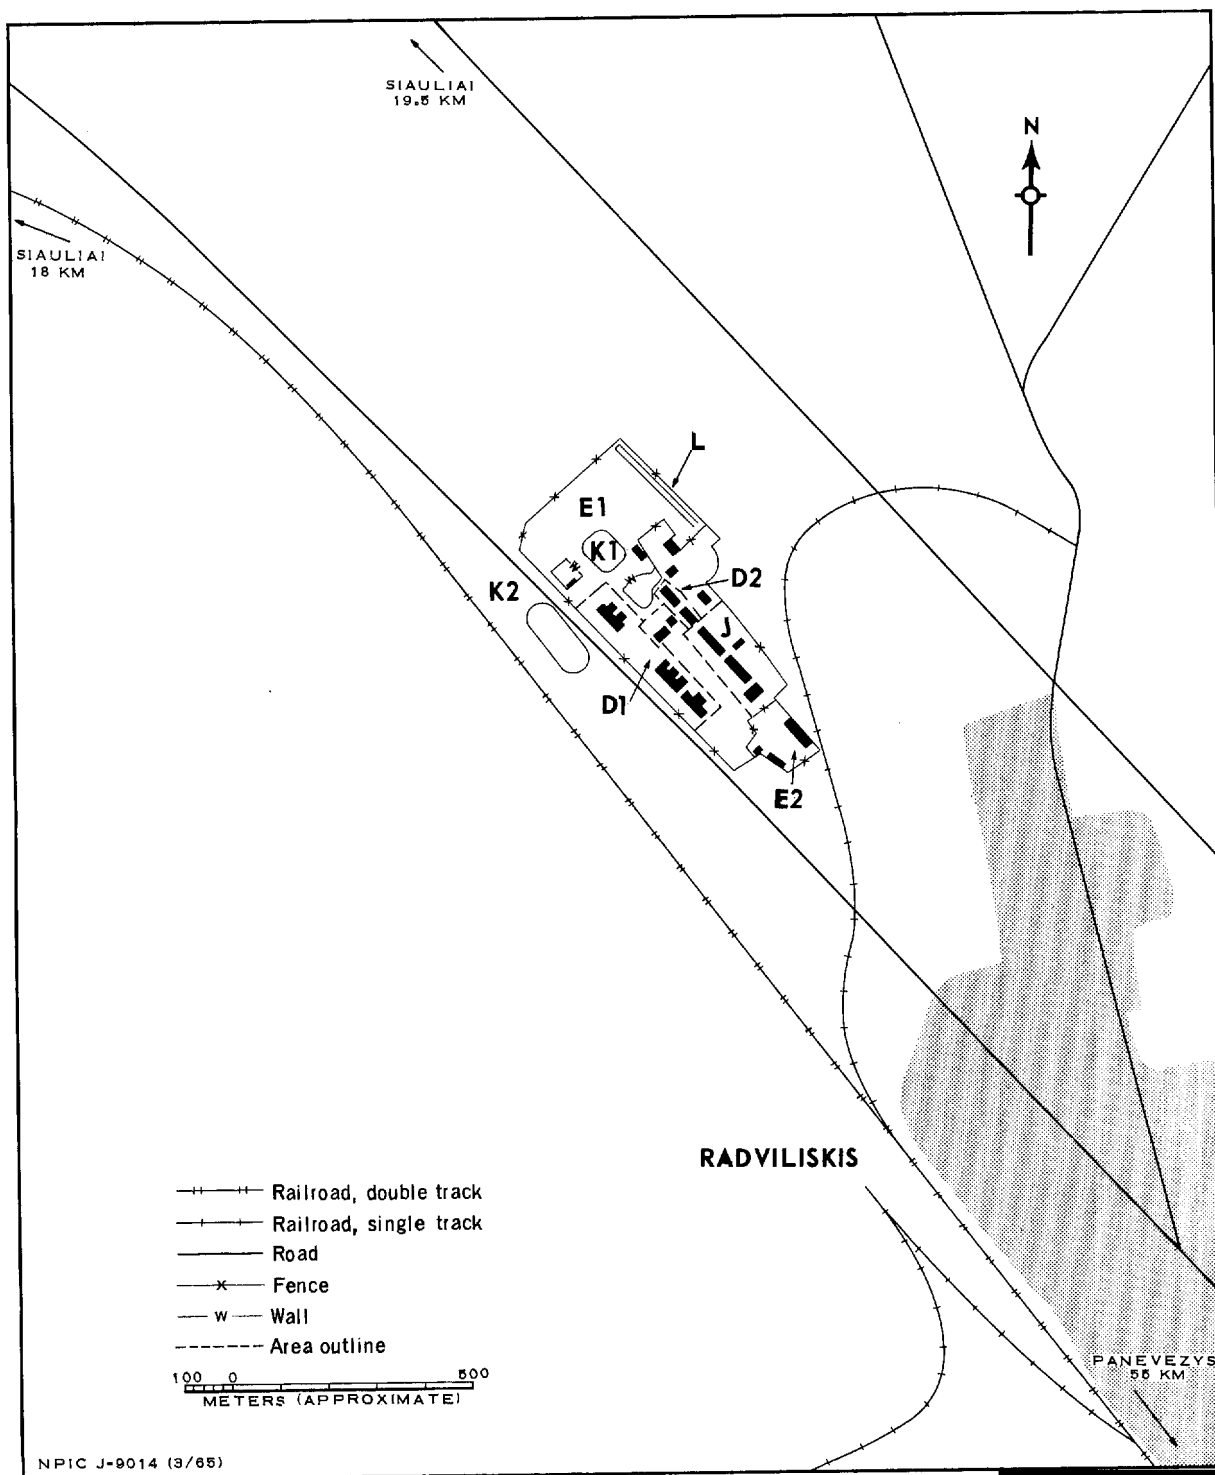 SIAULIAI
19.5 KM
N
SIAULIAI
18 KM
L
E1
K1
K2
D2
J
D1
E2
RADVILISKIS
Railroad, double track
Railroad, single track
Road
Fence
W Wall
Area outline
100 0 500
METERS (APPROXIMATE)
PANEVEZYS
55 KM
NPIC J-9014 (3/65)